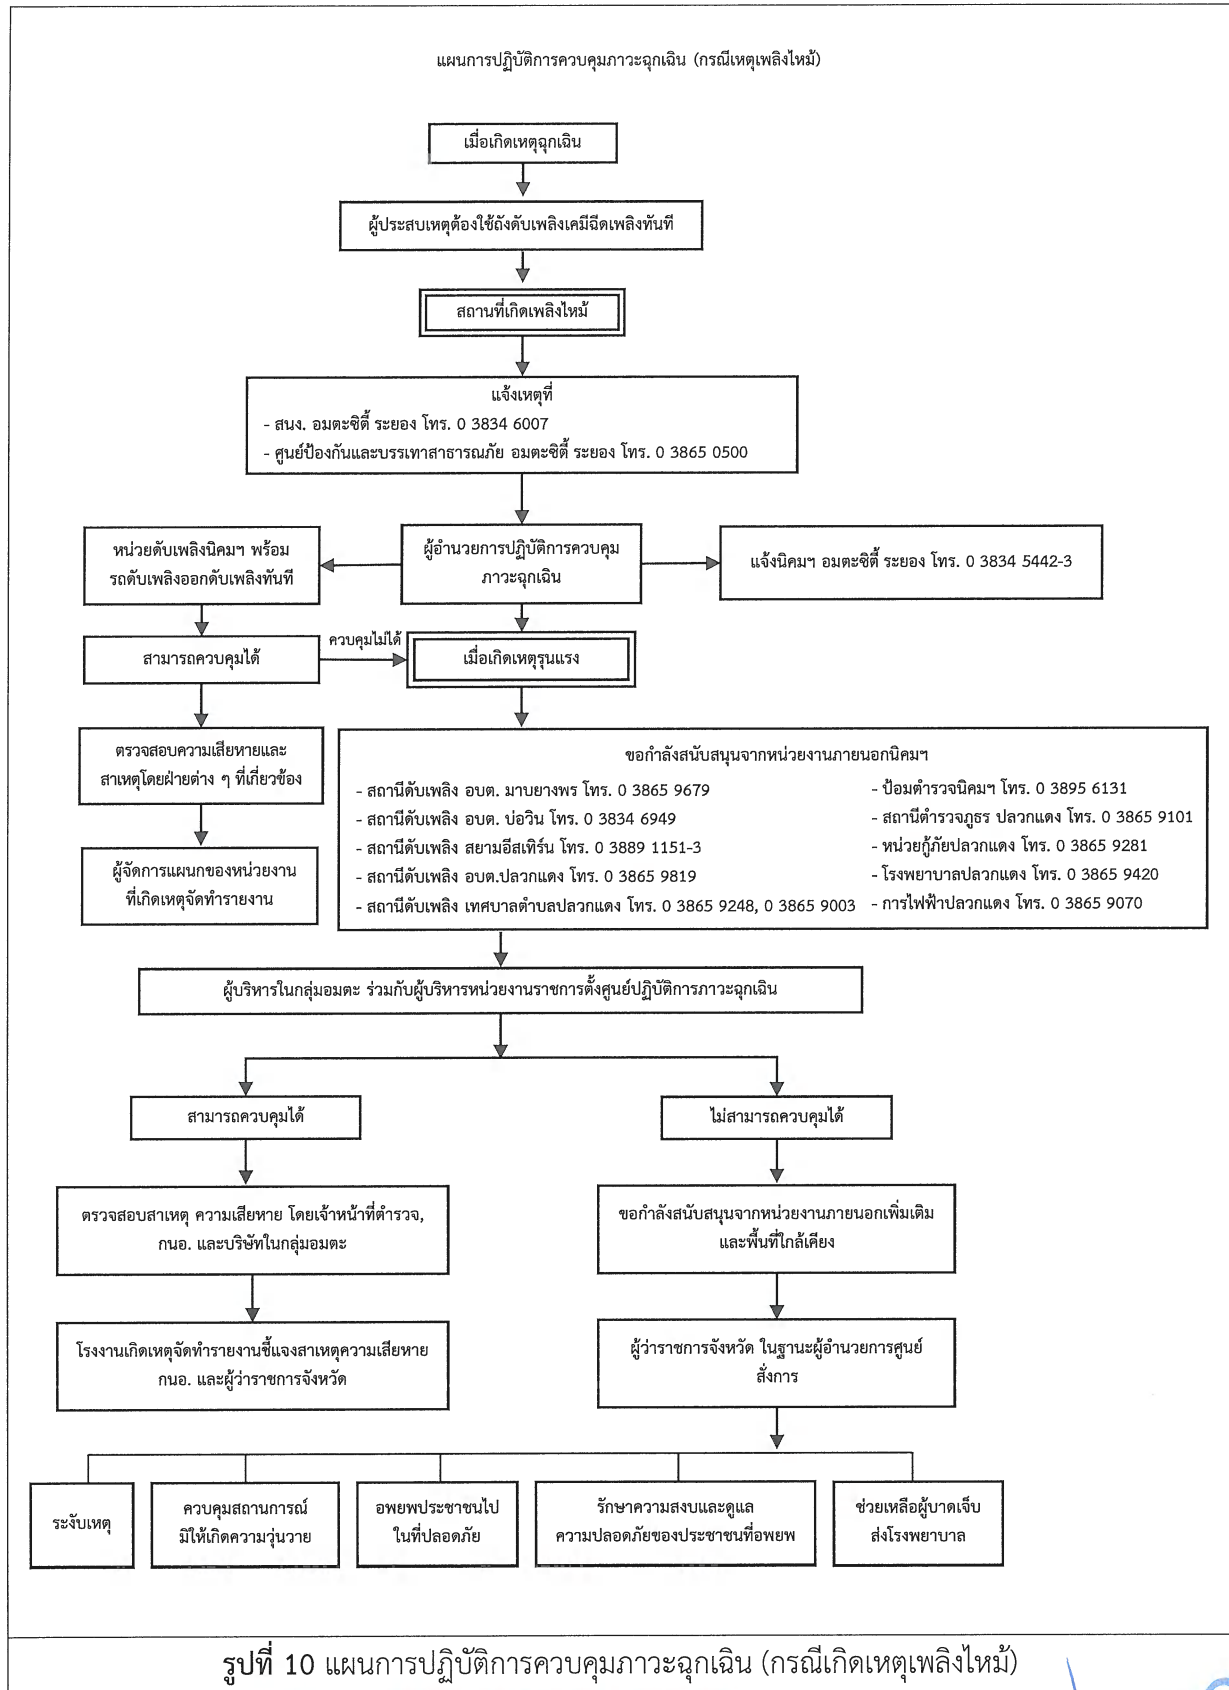 แผนการปฏิบัติการควบคุมภาวะฉุกเฉิน (กรณีเหตุเพลิงไหม้)
เมื่อเกิดเหตุฉุกเฉิน
ผู้ประสบเหตุต้องใช้ถังดับเพลิงเคมีฉีดเพลิงทันที
สถานที่เกิดเพลิงไหม้
แจ้งเหตุที่
- สนง. อมตะซิตี้ ระยอง โทร. 0 3834 6007
- ศูนย์ป้องกันและบรรเทาสาธารณภัย อมตะซิตี้ ระยอง โทร. 0 3865 0500
หน่วยดับเพลิงนิคมฯ พร้อม
รถดับเพลิงออกดับเพลิงทันที
ผู้อำนวยการปฏิบัติการควบคุม
ภาวะฉุกเฉิน
แจ้งนิคมฯ อมตะซิตี้ ระยอง โทร. 0 3834 5442-3
สามารถควบคุมได้
ควบคุมไม่ได้
เมื่อเกิดเหตุรุนแรง
ตรวจสอบความเสียหายและ
สาเหตุโดยฝ่ายต่าง ๆ ที่เกี่ยวข้อง
ผู้จัดการแผนกของหน่วยงาน
ที่เกิดเหตุจัดทำรายงาน
ขอกำลังสนับสนุนจากหน่วยงานภายนอกนิคมฯ
- สถานีดับเพลิง อบต. มาบยางพร โทร. 0 3865 9679
- สถานีดับเพลิง อบต. บ่อวิน โทร. 0 3834 6949
- สถานีดับเพลิง สยามอีสเทิร์น โทร. 0 3889 1151-3
- สถานีดับเพลิง อบต.ปลวกแดง โทร. 0 3865 9819
- สถานีดับเพลิง เทศบาลตำบลปลวกแดง โทร. 0 3865 9248, 0 3865 9003
- ป้อมตำรวจนิคมฯ โทร. 0 3895 6131
- สถานีตำรวจภูธร ปลวกแดง โทร. 0 3865 9101
- หน่วยกู้ภัยปลวกแดง โทร. 0 3865 9281
- โรงพยาบาลปลวกแดง โทร. 0 3865 9420
- การไฟฟ้าปลวกแดง โทร. 0 3865 9070
ผู้บริหารในกลุ่มอมตะ ร่วมกับผู้บริหารหน่วยงานราชการตั้งศูนย์ปฏิบัติการภาวะฉุกเฉิน
สามารถควบคุมได้
ไม่สามารถควบคุมได้
ตรวจสอบสาเหตุ ความเสียหาย โดยเจ้าหน้าที่ตำรวจ,
กนอ. และบริษัทในกลุ่มอมตะ
ขอกำลังสนับสนุนจากหน่วยงานภายนอกเพิ่มเติม
และพื้นที่ใกล้เคียง
โรงงานเกิดเหตุจัดทำรายงานชี้แจงสาเหตุความเสียหาย
กนอ. และผู้ว่าราชการจังหวัด
ผู้ว่าราชการจังหวัด ในฐานะผู้อำนวยการศูนย์
สั่งการ
ระงับเหตุ
ควบคุมสถานการณ์
มิให้เกิดความวุ่นวาย
อพยพประชาชนไป
ในที่ปลอดภัย
รักษาความสงบและดูแล
ความปลอดภัยของประชาชนที่อพยพ
ช่วยเหลือผู้บาดเจ็บ
ส่งโรงพยาบาล
รูปที่ 10 แผนการปฏิบัติการควบคุมภาวะฉุกเฉิน (กรณีเกิดเหตุเพลิงไหม้)